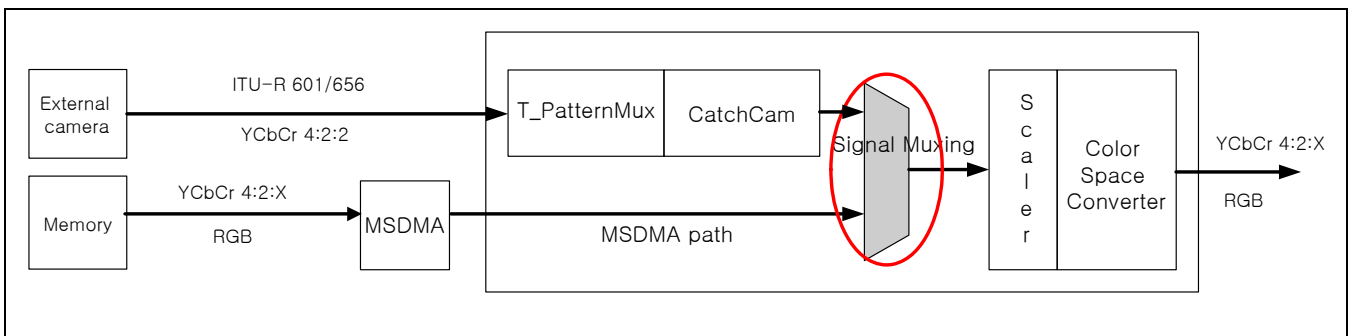 External
camera
ITU-R 601/656
YCbCr 4:2:2
T_PatternMux
CatchCam
Signal Muxing
Scaler
Color
Space
Converter
YCbCr 4:2:X
RGB
Memory
YCbCr 4:2:X
RGB
MSDMA
MSDMA path